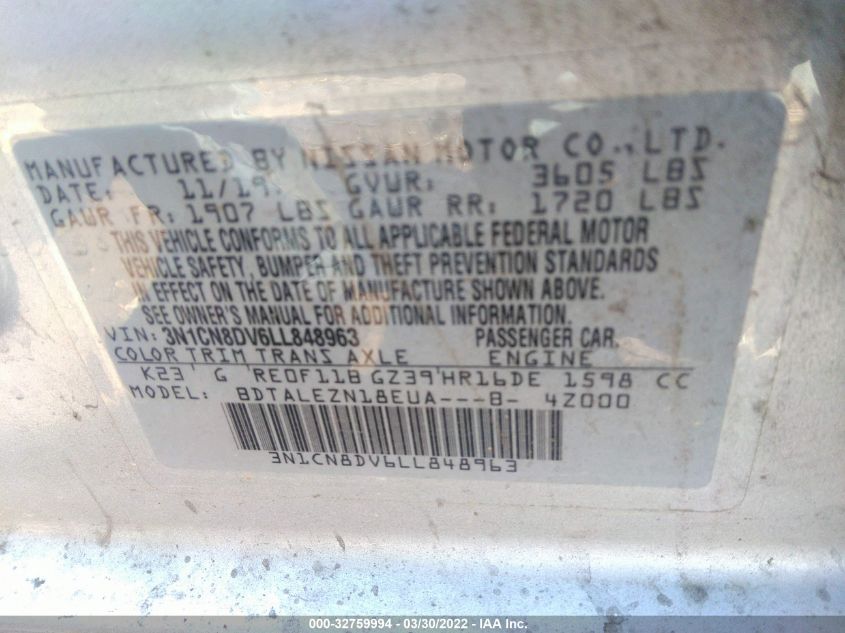 MANUFACTURED BY NISSAN MOTOR CO., LTD.
DATE: 11/19 GVWR: 3605 LBS
GAWR FR: 1907 LBS GAWR RR: 1720 LBS
THIS VEHICLE CONFORMS TO ALL APPLICABLE FEDERAL MOTOR
VEHICLE SAFETY, BUMPER AND THEFT PREVENTION STANDARDS
IN EFFECT ON THE DATE OF MANUFACTURE SHOWN ABOVE.
SEE OWNER'S MANUAL FOR ADDITIONAL INFORMATION.
VIN: 3N1CN8DV6LL848963 PASSENGER CAR
COLOR TRIM TRANS AXLE ENGINE
K23 G RE0F11B GZ39 HR16DE 1598 CC
MODEL: BDTALEZN18EUA---B- 4Z000
3N1CN8DV6LL848963
000-32759994 - 03/30/2022 - IAA Inc.